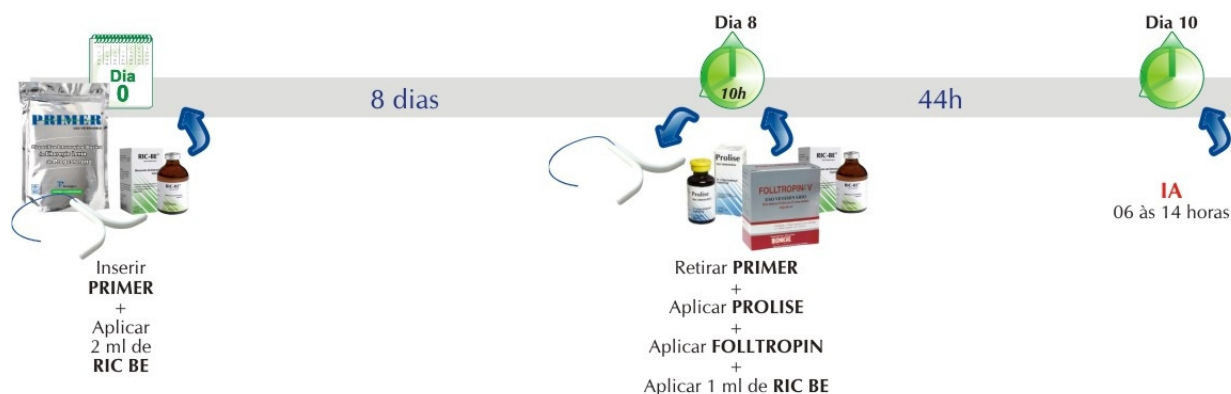 Dia 8
Dia 10
Dia
0
8 dias
10h
44h
PRIMER
RIC-BE
Prolise
Prolise
FOLLTROPIN-V
RIC-BE
IA
06 às 14 horas
Inserir
PRIMER
+
Aplicar
2 ml de
RIC BE
Retirar PRIMER
+
Aplicar PROLISE
+
Aplicar FOLLTROPIN
+
Aplicar 1 ml de RIC BE